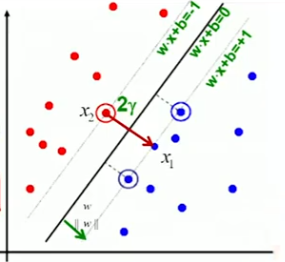 w·x+b=-1
w·x+b=0
w·x+b=+1
x₂
2γ
x₁
w
‖w‖